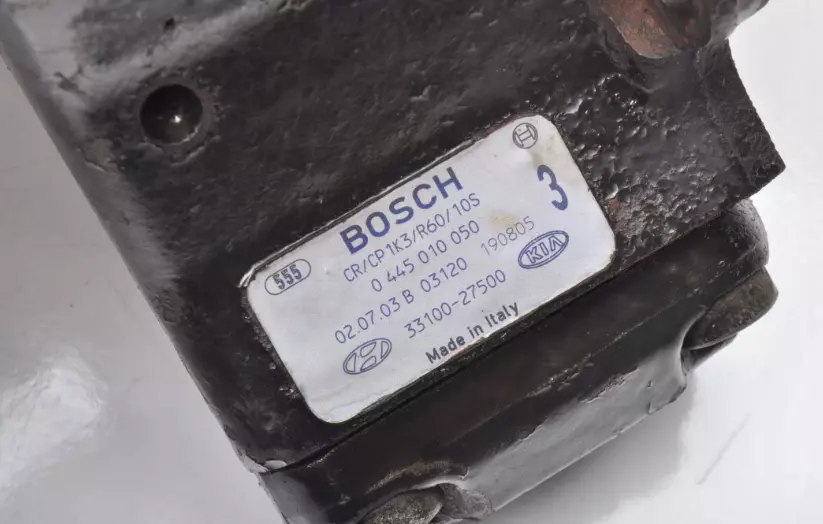 BOSCH
3
CR/CP1K3/R60/10S
555
0 445 010 050
02.07.03 B 03120 190805
33100-27500
KIA
Made in Italy